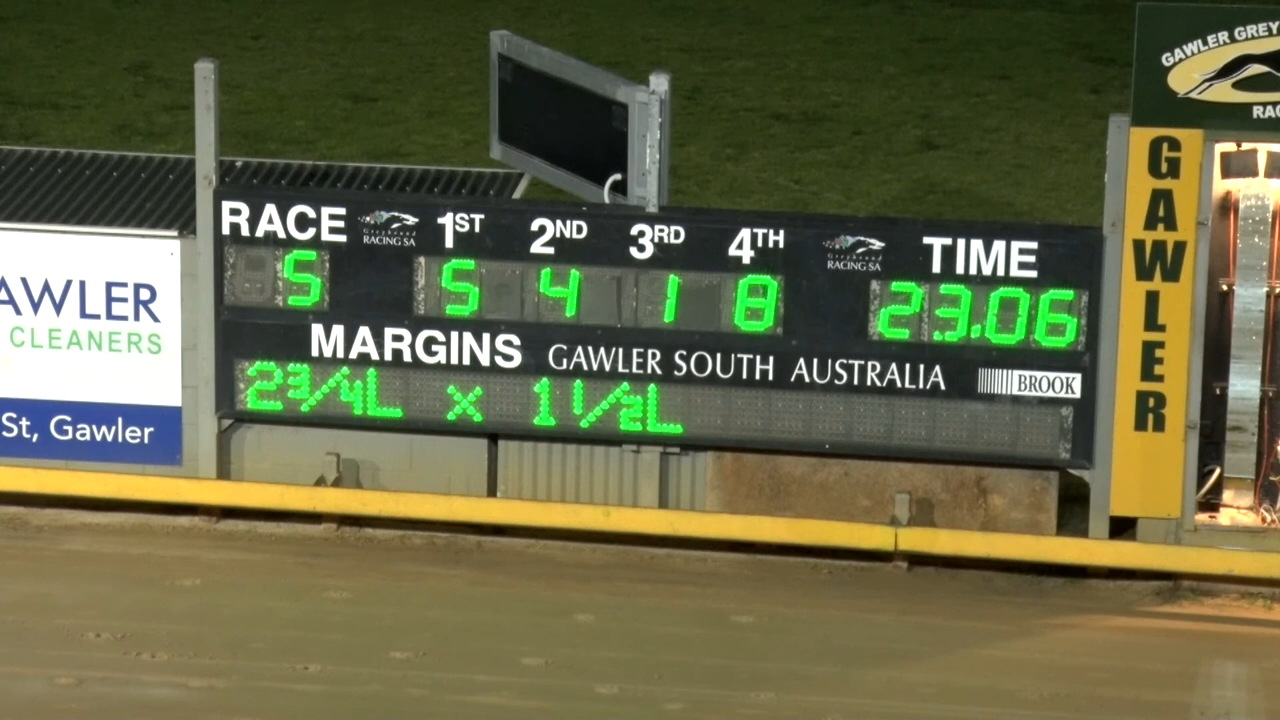 GAWLER GREY
RAC
GAWLER
RACE 1ST 2ND 3RD 4TH TIME
Greyhound
RACING SA
Greyhound
RACING SA
5 5 4 1 8 23.06
MARGINS GAWLER SOUTH AUSTRALIA BROOK
2¾L x 1½L
AWLER
CLEANERS
St, Gawler